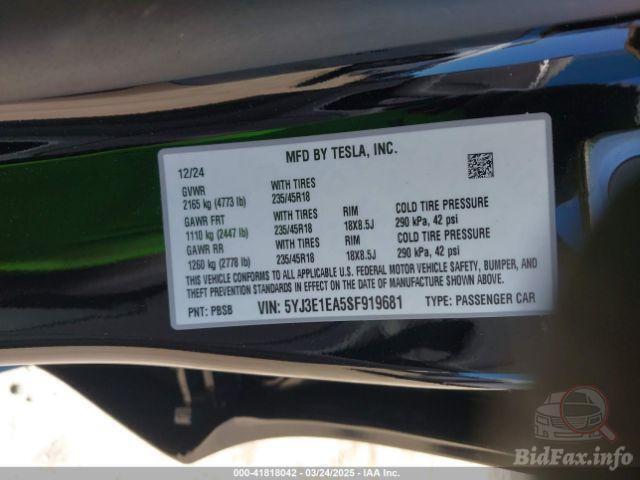 MFD BY TESLA, INC.
12/24
GVWR WITH TIRES
2165 kg (4773 lb) 235/45R18
GAWR FRT WITH TIRES RIM COLD TIRE PRESSURE
1110 kg (2447 lb) 235/45R18 18X8.5J 290 kPa, 42 psi
GAWR RR WITH TIRES RIM COLD TIRE PRESSURE
1260 kg (2778 lb) 235/45R18 18X8.5J 290 kPa, 42 psi
THIS VEHICLE CONFORMS TO ALL APPLICABLE U.S. FEDERAL MOTOR VEHICLE SAFETY, BUMPER, AND
THEFT PREVENTION STANDARDS IN EFFECT ON THE DATE OF MANUFACTURE SHOWN ABOVE.
PNT: PBSB VIN: 5YJ3E1EA5SF919681 TYPE: PASSENGER CAR
BidFax.info
000-41818042 — 03/24/2025 — IAA Inc.